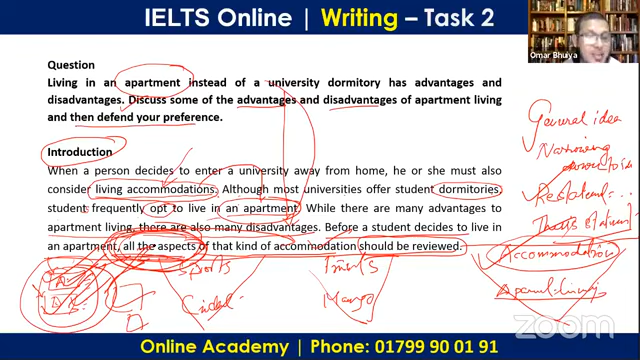 IELTS Online | Writing – Task 2
Omar Bhuiya
Question
Living in an apartment instead of a university dormitory has advantages and
disadvantages. Discuss some of the advantages and disadvantages of apartment living
and then defend your preference.
General idea
Narrowing
Introduction
When a person decides to enter a university away from home, he or she must also
consider living accommodations. Although most universities offer student dormitories,
students frequently opt to live in an apartment. While there are many advantages to
apartment living, there are also many disadvantages. Before a student decides to live in
an apartment, all the aspects of that kind of accommodation should be reviewed.
Accommodation
Sports
Fruits
Mango
Cricket
zoom
Online Academy | Phone: 01799 90 01 91